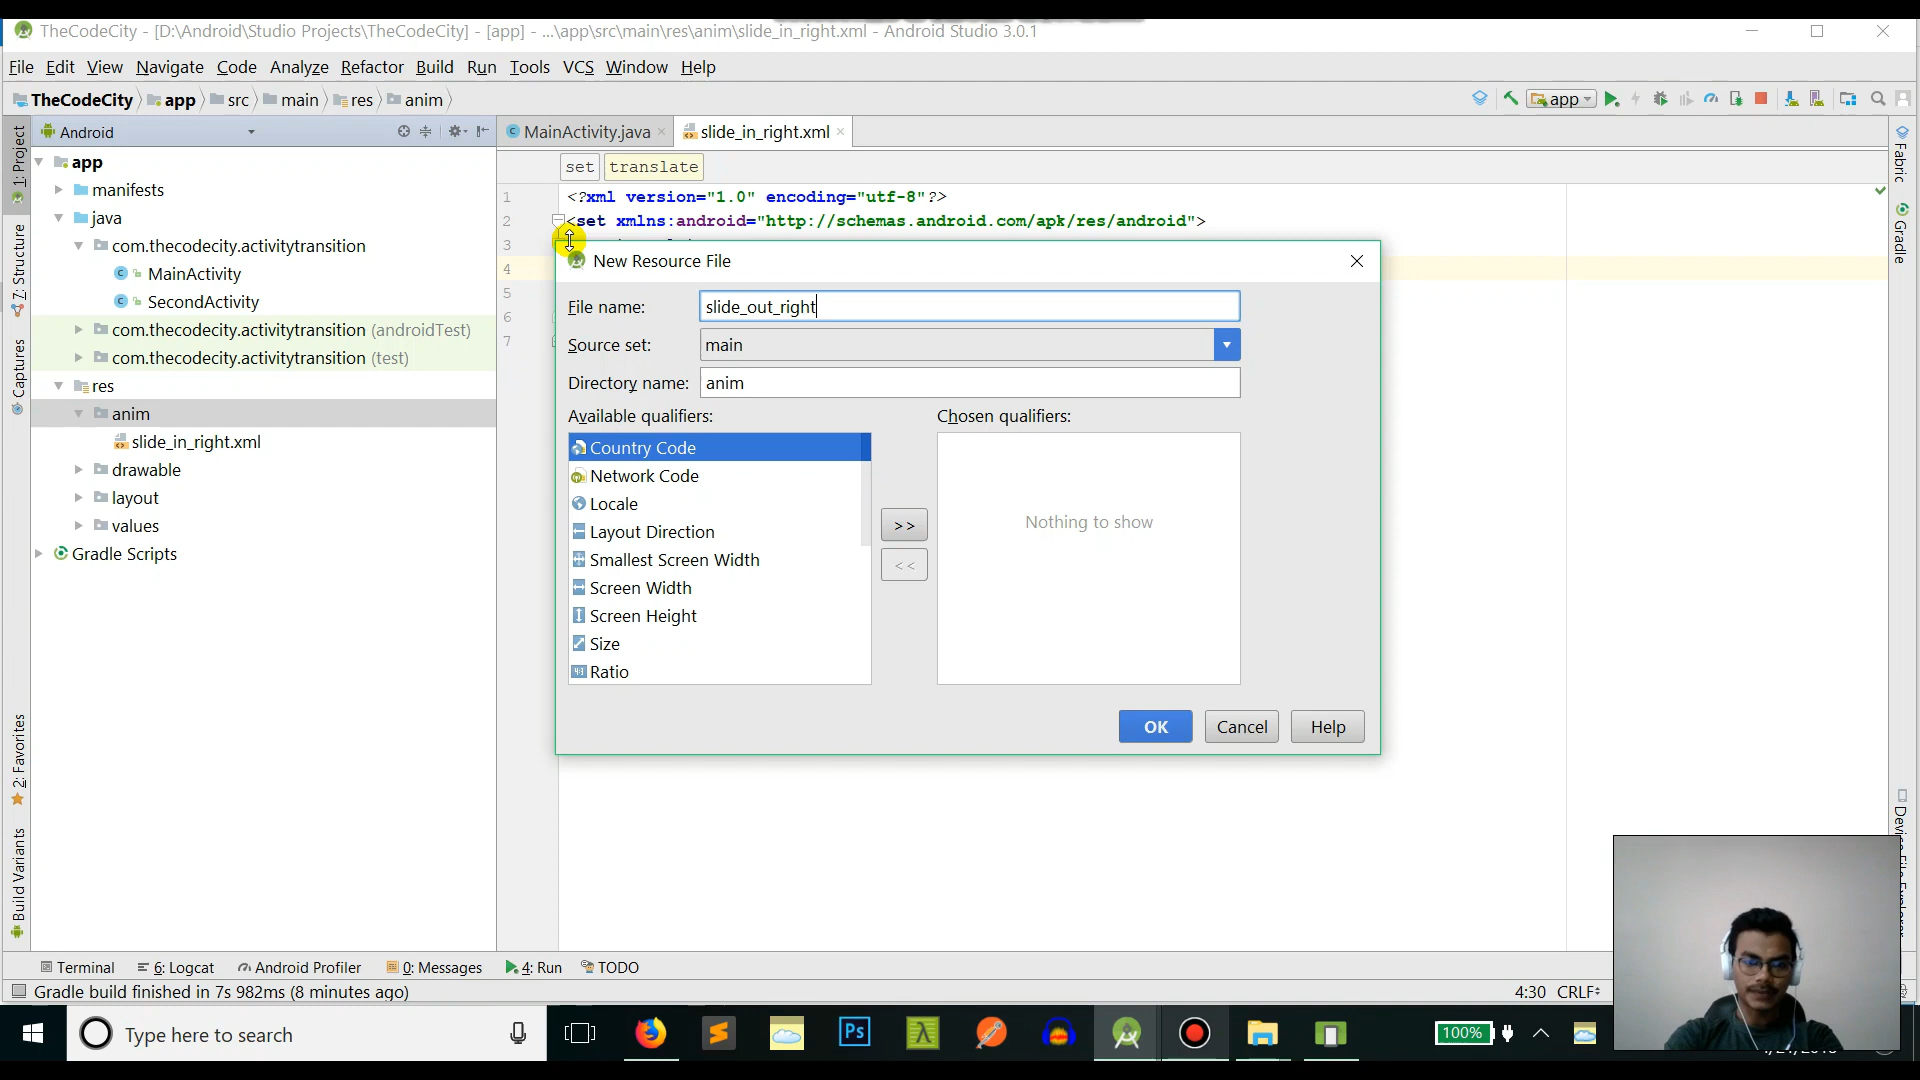 TheCodeCity - [D:\Android\Studio Projects\TheCodeCity] - [app] - ...\app\src\main\res\anim\slide_in_right.xml - Android Studio 3.0.1
File Edit View Navigate Code Analyze Refactor Build Run Tools VCS Window Help
TheCodeCity app src main res anim app
Android MainActivity.java slide_in_right.xml
1: Project
7: Structure
Captures
2: Favorites
Build Variants
app
manifests
java
com.thecodecity.activitytransition
MainActivity
SecondActivity
com.thecodecity.activitytransition (androidTest)
com.thecodecity.activitytransition (test)
res
anim
slide_in_right.xml
drawable
layout
values
Gradle Scripts
set translate
1 <?xml version="1.0" encoding="utf-8"?>
2 <set xmlns:android="http://schemas.android.com/apk/res/android">
3
4
5
6
7
New Resource File
File name: slide_out_right
Source set: main
Directory name: anim
Available qualifiers: Chosen qualifiers:
Country Code
Network Code
Locale
Layout Direction
Smallest Screen Width
Screen Width
Screen Height
Size
Ratio
>>
<<
Nothing to show
OK Cancel Help
Fabric
Gradle
Terminal 6: Logcat Android Profiler 0: Messages 4: Run TODO
Gradle build finished in 7s 982ms (8 minutes ago) 4:30 CRLF
Type here to search Ps 100%